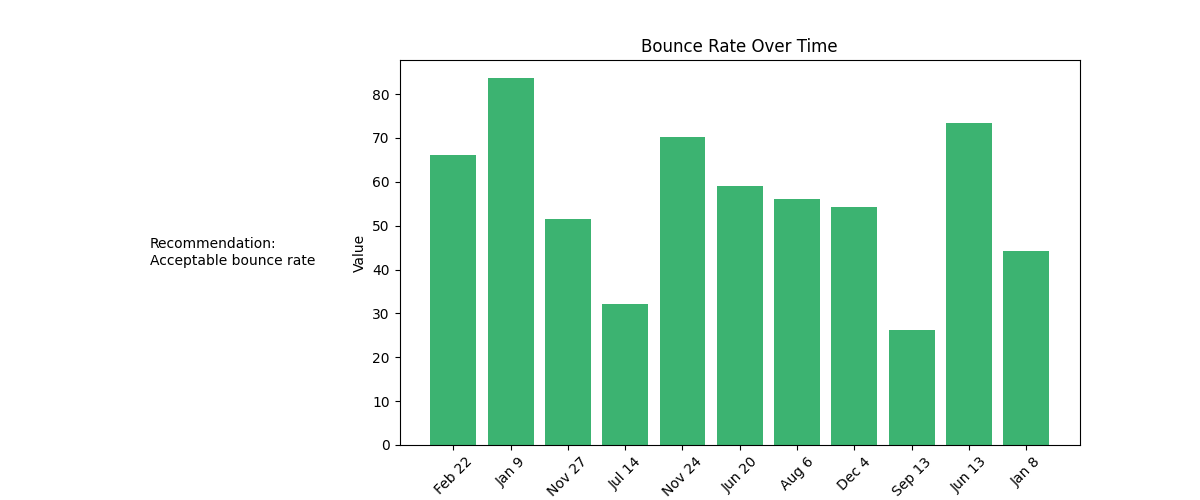 Bounce Rate Over Time
Recommendation:
Acceptable bounce rate
Value
80
70
60
50
40
30
20
10
0
Feb 22
Jan 9
Nov 27
Jul 14
Nov 24
Jun 20
Aug 6
Dec 4
Sep 13
Jun 13
Jan 8